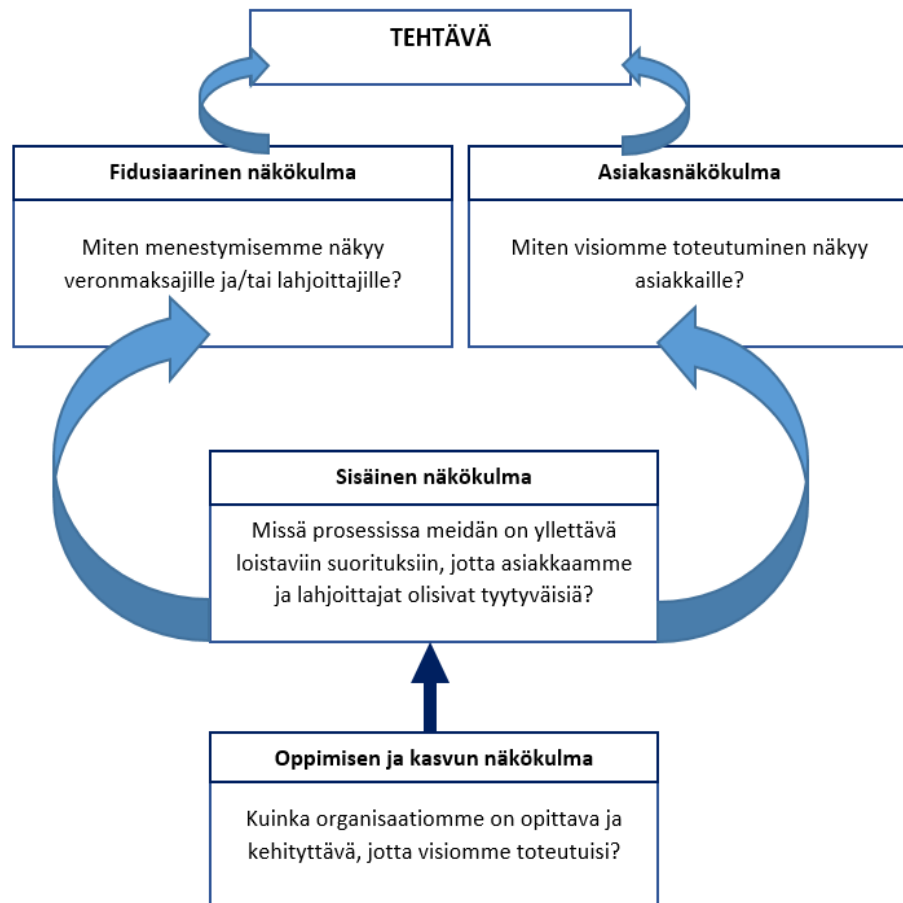 TEHTÄVÄ
Fidusiaarinen näkökulma
Miten menestymisemme näkyy
veronmaksajille ja/tai lahjoittajille?
Asiakasnäkökulma
Miten visiomme toteutuminen näkyy
asiakkaille?
Sisäinen näkökulma
Missä prosessissa meidän on yllettävä
loistaviin suorituksiin, jotta asiakkaamme
ja lahjoittajat olisivat tyytyväisiä?
Oppimisen ja kasvun näkökulma
Kuinka organisaatiomme on opittava ja
kehityttävä, jotta visiomme toteutuisi?